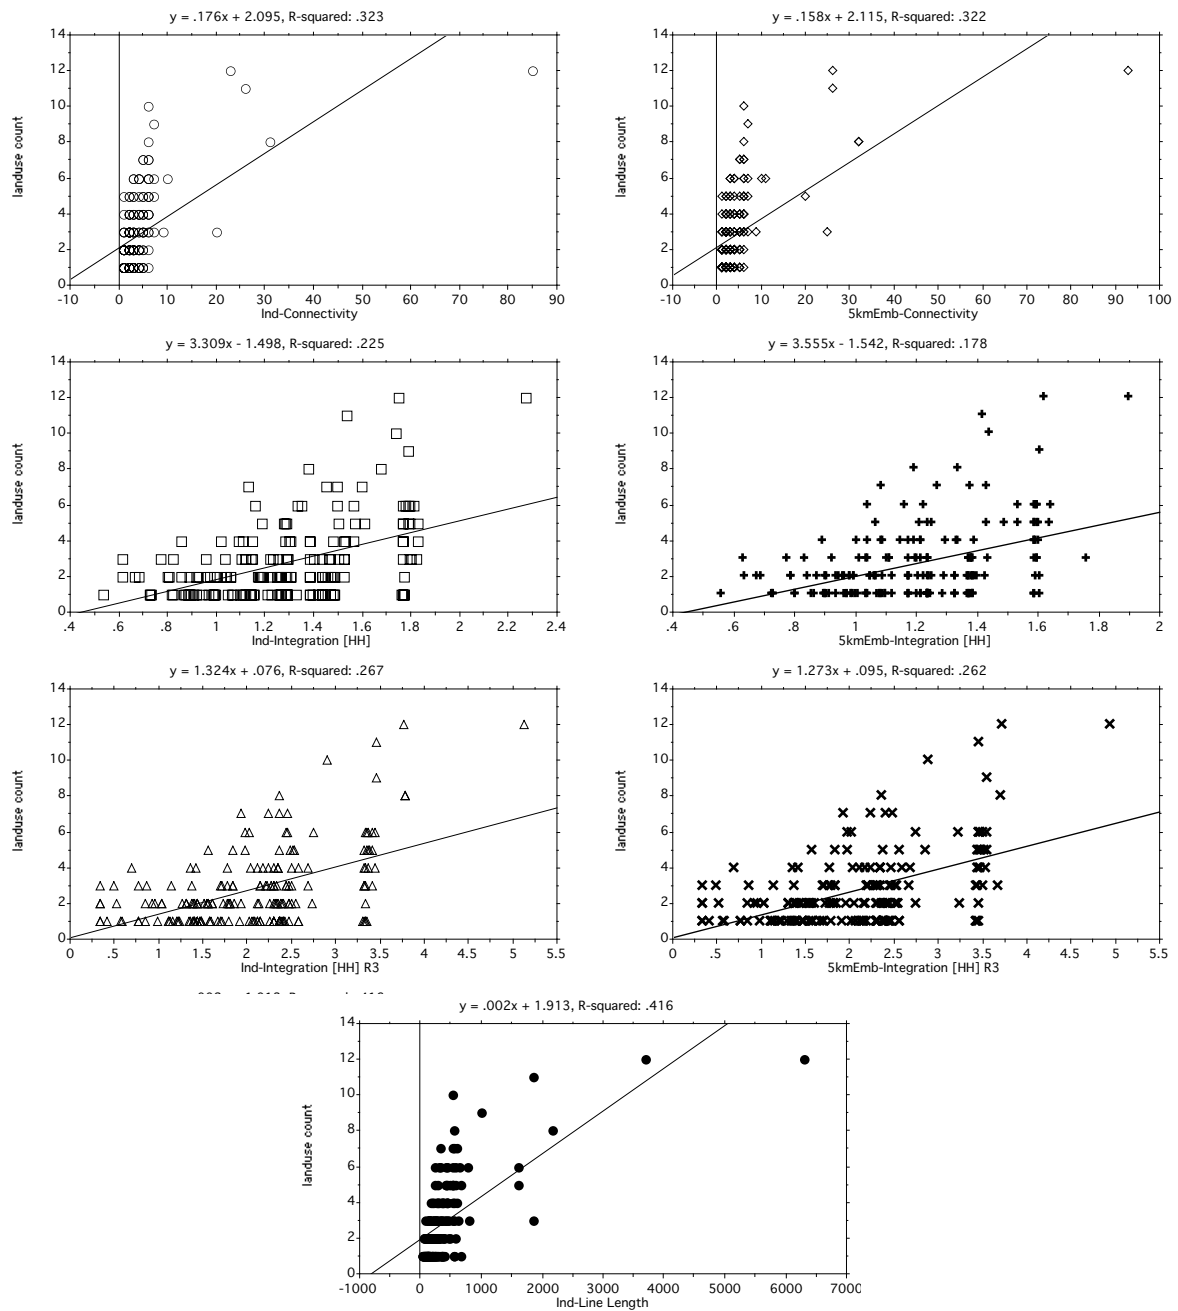 y = .176x + 2.095, R-squared: .323
landuse count
14
12
10
8
6
4
2
0
-10 0 10 20 30 40 50 60 70 80 90
Ind-Connectivity
y = .158x + 2.115, R-squared: .322
landuse count
14
12
10
8
6
4
2
0
-10 0 10 20 30 40 50 60 70 80 90 100
5kmEmb-Connectivity
y = 3.309x - 1.498, R-squared: .225
landuse count
14
12
10
8
6
4
2
0
.4 .6 .8 1 1.2 1.4 1.6 1.8 2 2.2 2.4
Ind-Integration [HH]
y = 3.555x - 1.542, R-squared: .178
landuse count
14
12
10
8
6
4
2
0
.4 .6 .8 1 1.2 1.4 1.6 1.8 2
5kmEmb-Integration [HH]
y = 1.324x + .076, R-squared: .267
landuse count
14
12
10
8
6
4
2
0
0 .5 1 1.5 2 2.5 3 3.5 4 4.5 5 5.5
Ind-Integration [HH] R3
y = 1.273x + .095, R-squared: .262
landuse count
14
12
10
8
6
4
2
0
0 .5 1 1.5 2 2.5 3 3.5 4 4.5 5 5.5
5kmEmb-Integration [HH] R3
y = .002x + 1.913, R-squared: .416
landuse count
14
12
10
8
6
4
2
0
-1000 0 1000 2000 3000 4000 5000 6000 7000
Ind-Line Length